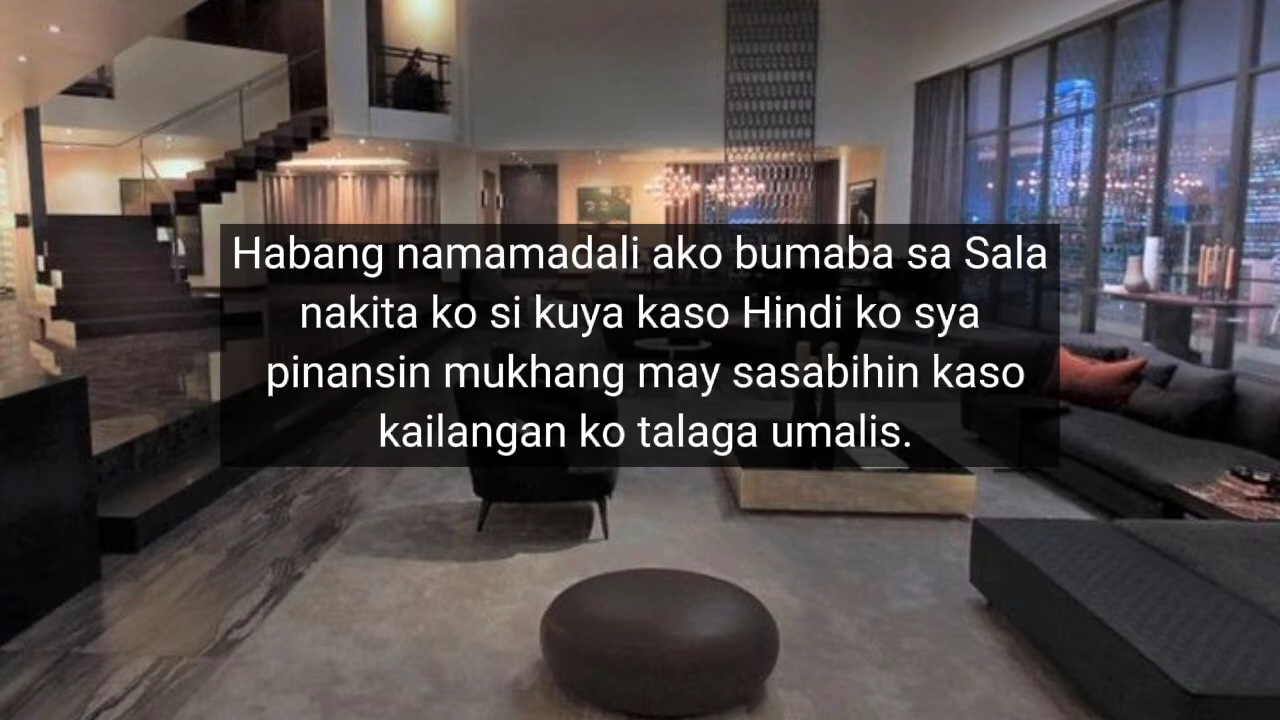 Habang namamadali ako bumaba sa Sala
nakita ko si kuya kaso Hindi ko sya
pinansin mukhang may sasabihin kaso
kailangan ko talaga umalis.